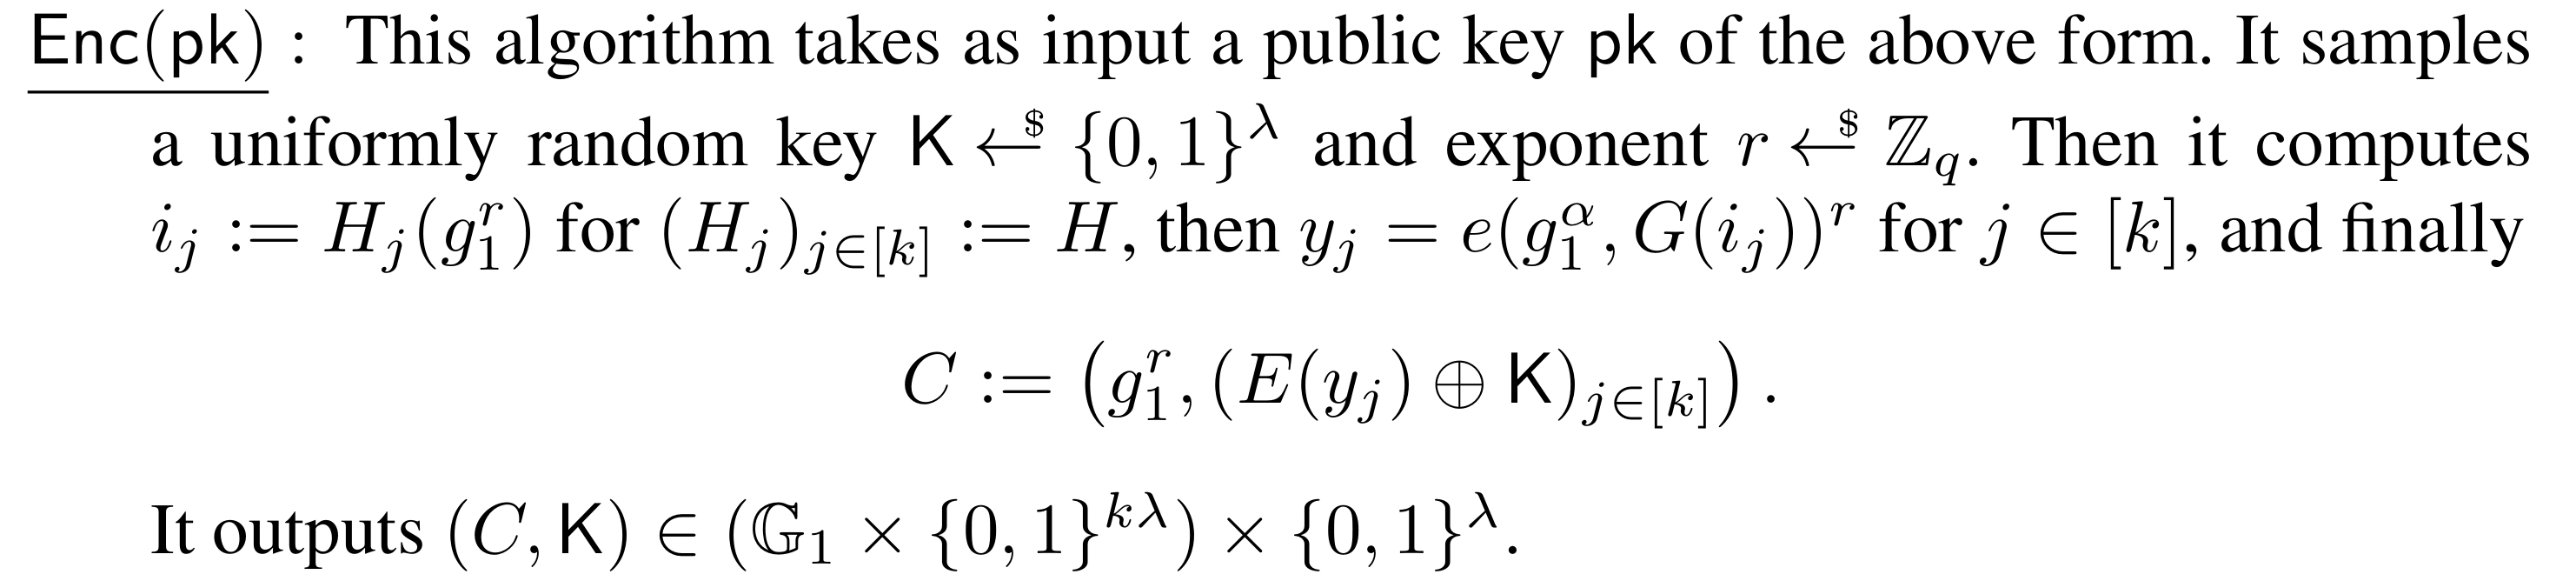 Enc(pk) : This algorithm takes as input a public key pk of the above form. It samples
a uniformly random key K ←$ {0, 1}^λ and exponent r ←$ ℤ_q. Then it computes
i_j := H_j(g_1^r) for (H_j)_{j∈[k]} := H, then y_j = e(g_1^α, G(i_j))^r for j ∈ [k], and finally
C := (g_1^r, (E(y_j) ⊕ K)_{j∈[k]}) .
It outputs (C, K) ∈ (𝔾_1 × {0, 1}^{kλ}) × {0, 1}^λ.